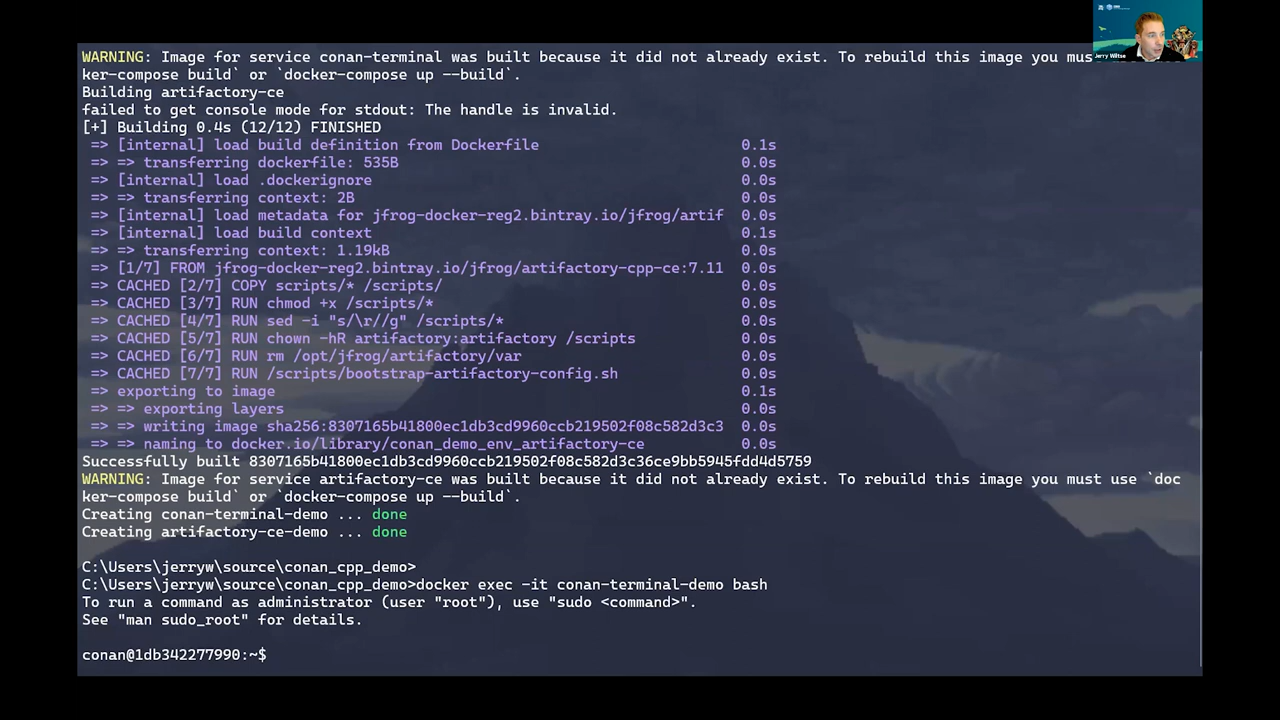 Jerry Wiltse
WARNING: Image for service conan-terminal was built because it did not already exist. To rebuild this image you mus
ker-compose build` or `docker-compose up --build`.
Building artifactory-ce
failed to get console mode for stdout: The handle is invalid.
[+] Building 0.4s (12/12) FINISHED
=> [internal] load build definition from Dockerfile 0.1s
=> => transferring dockerfile: 535B 0.0s
=> [internal] load .dockerignore 0.0s
=> => transferring context: 2B 0.0s
=> [internal] load metadata for jfrog-docker-reg2.bintray.io/jfrog/artif 0.0s
=> [internal] load build context 0.1s
=> => transferring context: 1.19kB 0.0s
=> [1/7] FROM jfrog-docker-reg2.bintray.io/jfrog/artifactory-cpp-ce:7.11 0.0s
=> CACHED [2/7] COPY scripts/* /scripts/ 0.0s
=> CACHED [3/7] RUN chmod +x /scripts/* 0.0s
=> CACHED [4/7] RUN sed -i "s/\r//g" /scripts/* 0.0s
=> CACHED [5/7] RUN chown -hR artifactory:artifactory /scripts 0.0s
=> CACHED [6/7] RUN rm /opt/jfrog/artifactory/var 0.0s
=> CACHED [7/7] RUN /scripts/bootstrap-artifactory-config.sh 0.0s
=> exporting to image 0.1s
=> => exporting layers 0.0s
=> => writing image sha256:8307165b41800ec1db3cd9960ccb219502f08c582d3c3 0.0s
=> => naming to docker.io/library/conan_demo_env_artifactory-ce 0.0s
Successfully built 8307165b41800ec1db3cd9960ccb219502f08c582d3c36ce9bb5945fdd4d5759
WARNING: Image for service artifactory-ce was built because it did not already exist. To rebuild this image you must use `doc
ker-compose build` or `docker-compose up --build`.
Creating conan-terminal-demo ... done
Creating artifactory-ce-demo ... done
C:\Users\jerryw\source\conan_cpp_demo>
C:\Users\jerryw\source\conan_cpp_demo>docker exec -it conan-terminal-demo bash
To run a command as administrator (user "root"), use "sudo <command>".
See "man sudo_root" for details.
conan@1db342277990:~$